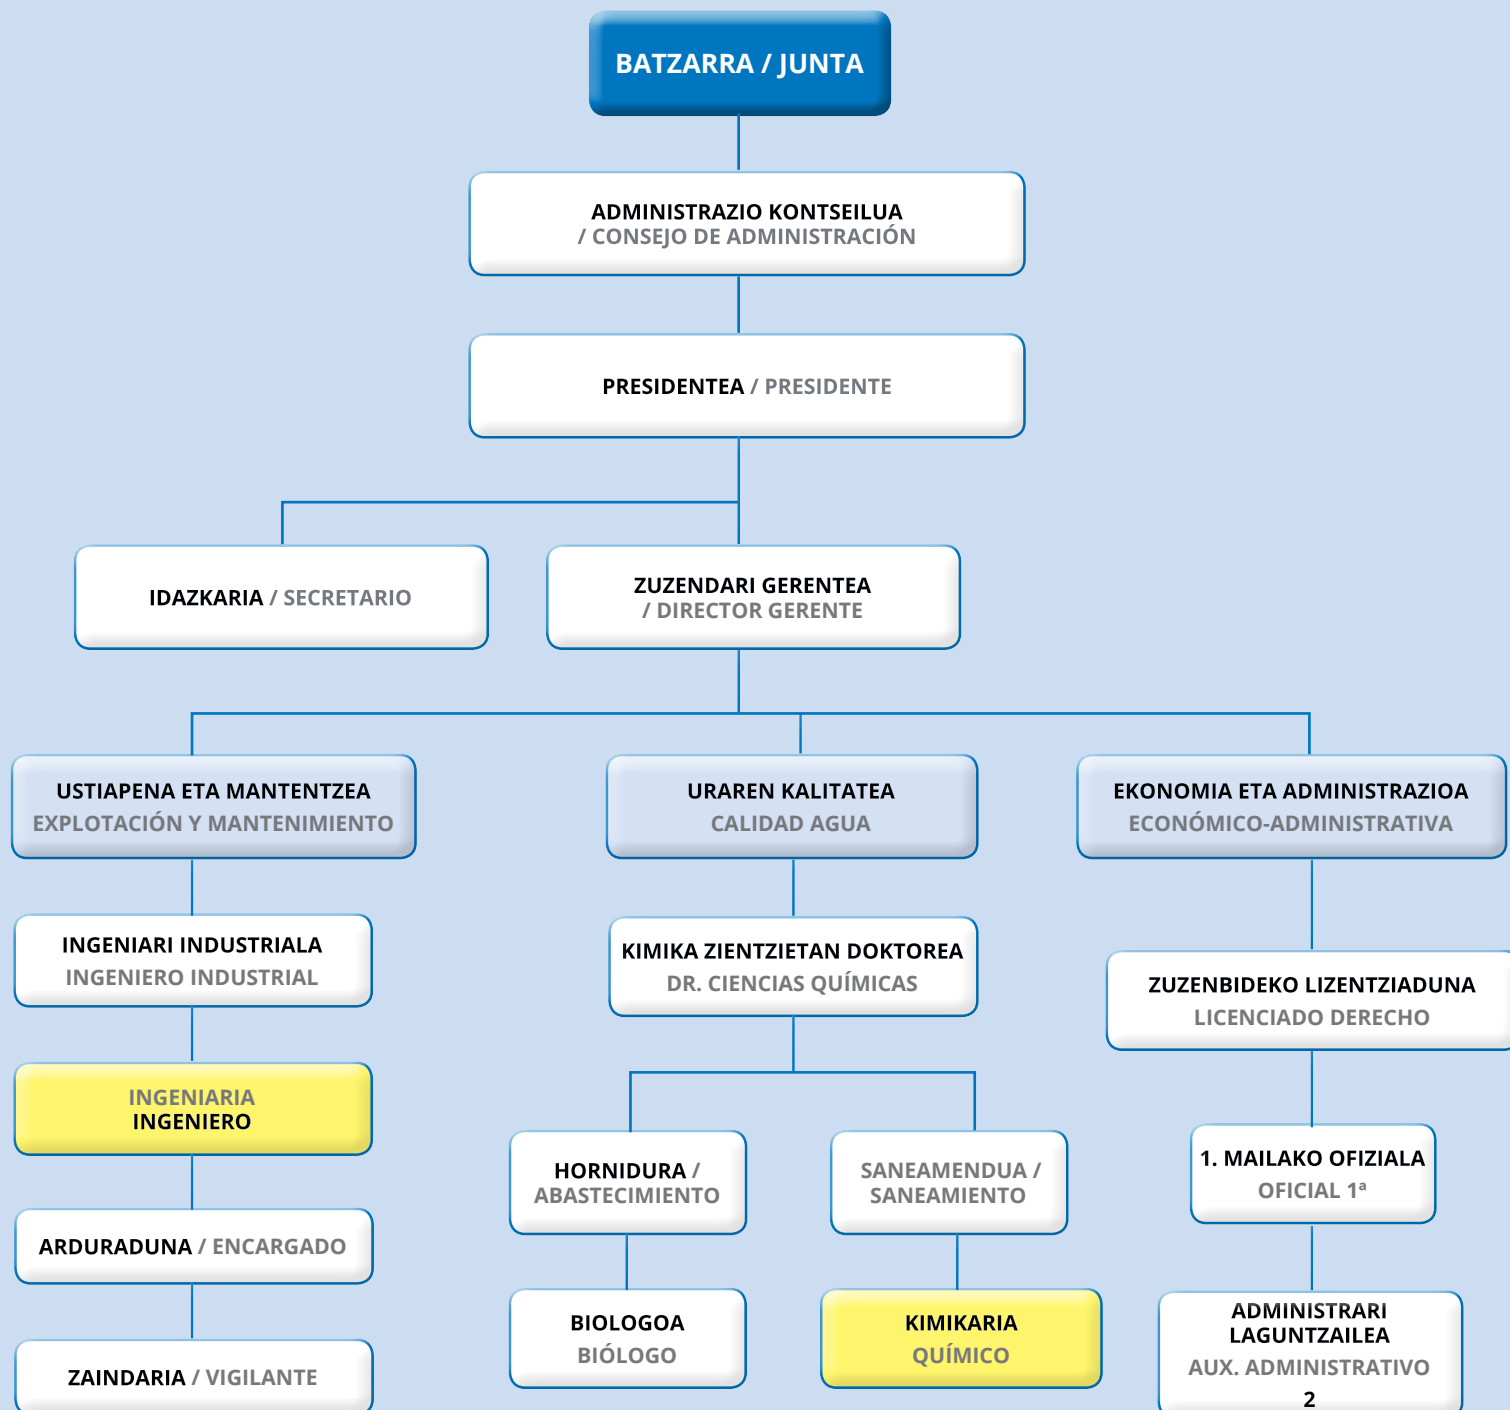 BATZARRA / JUNTA
ADMINISTRAZIO KONTSEILUA
/ CONSEJO DE ADMINISTRACIÓN
PRESIDENTEA / PRESIDENTE
IDAZKARIA / SECRETARIO
ZUZENDARI GERENTEA
/ DIRECTOR GERENTE
USTIAPENA ETA MANTENTZEA
EXPLOTACIÓN Y MANTENIMIENTO
URAREN KALITATEA
CALIDAD AGUA
EKONOMIA ETA ADMINISTRAZIOA
ECONÓMICO-ADMINISTRATIVA
INGENIARI INDUSTRIALA
INGENIERO INDUSTRIAL
KIMIKA ZIENTZIETAN DOKTOREA
DR. CIENCIAS QUÍMICAS
ZUZENBIDEKO LIZENTZIADUNA
LICENCIADO DERECHO
INGENIARIA
INGENIERO
HORNIDURA /
ABASTECIMIENTO
SANEAMENDUA /
SANEAMIENTO
1. MAILAKO OFIZIALA
OFICIAL 1ª
ARDURADUNA / ENCARGADO
BIOLOGOA
BIÓLOGO
KIMIKARIA
QUÍMICO
ADMINISTRARI
LAGUNTZAILEA
AUX. ADMINISTRATIVO
2
ZAINDARIA / VIGILANTE